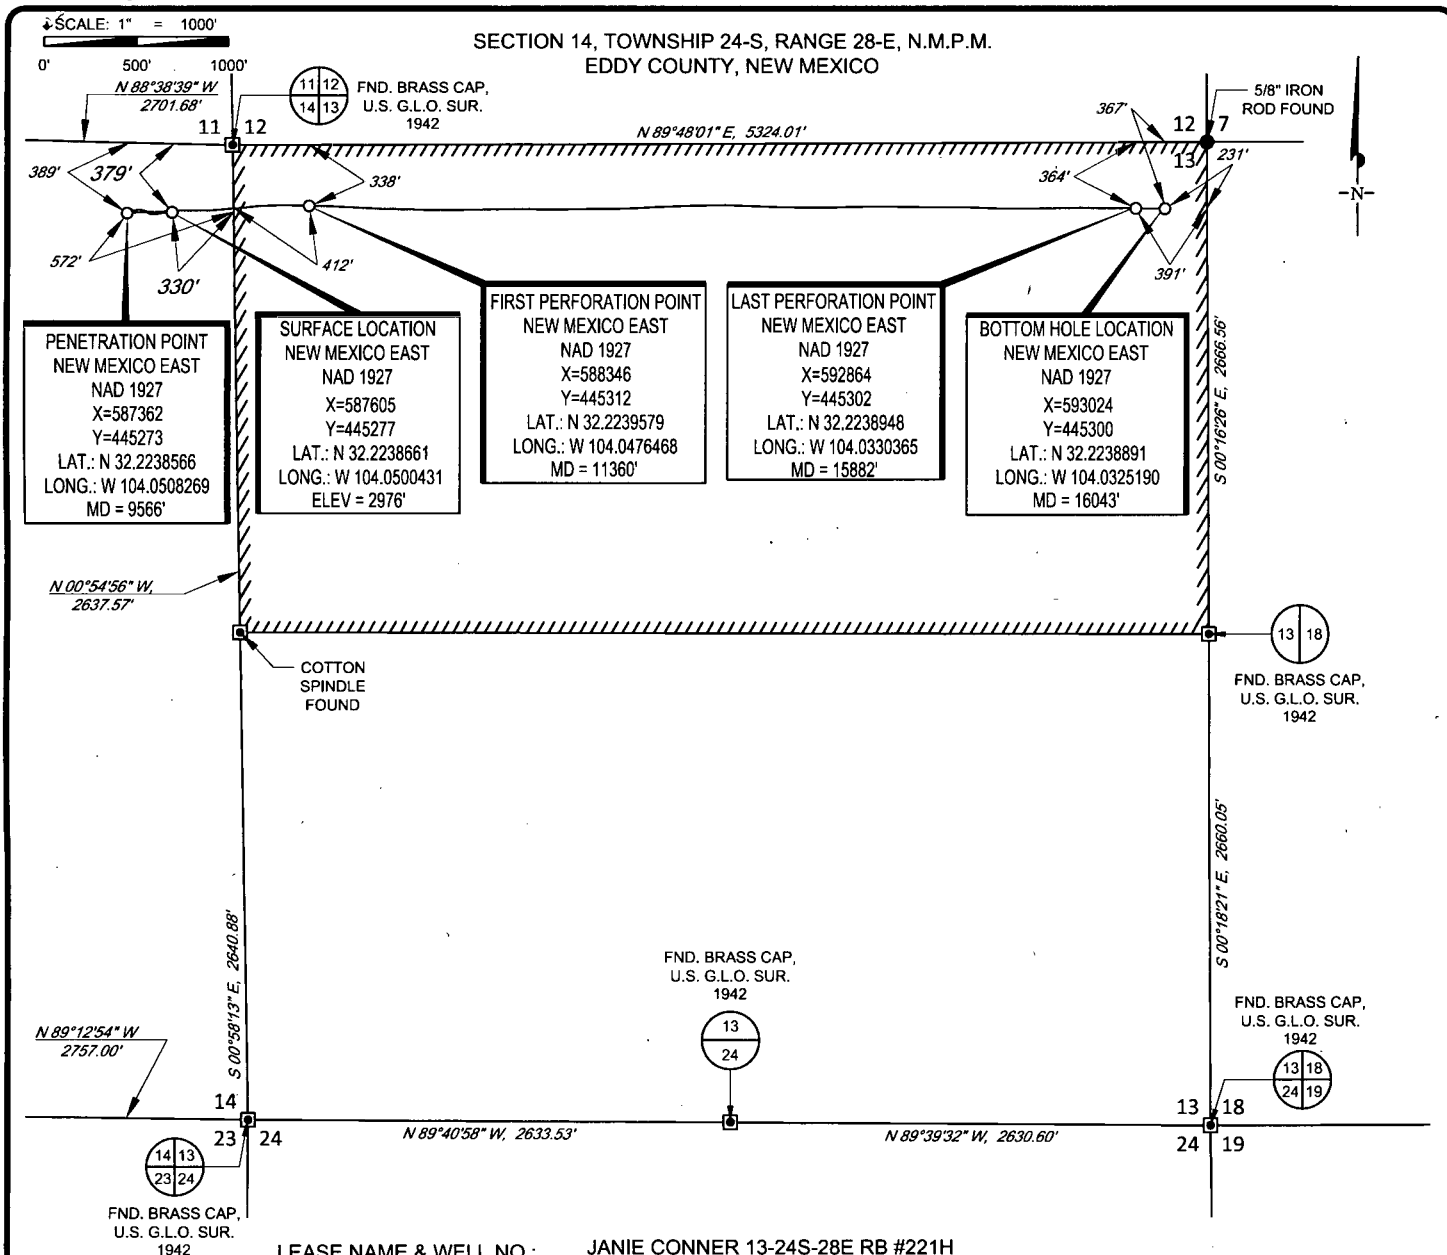 SCALE: 1" = 1000'
0' 500' 1000'
SECTION 14, TOWNSHIP 24-S, RANGE 28-E, N.M.P.M.
EDDY COUNTY, NEW MEXICO
N 88°38'39" W
2701.68'
11 12
14 13
FND. BRASS CAP,
U.S. G.L.O. SUR.
1942
11 12
N 89°48'01" E, 5324.01'
367'
12 7
13
5/8" IRON
ROD FOUND
231'
-N-
389'
379'
338'
364'
572'
330'
412'
391'
PENETRATION POINT
NEW MEXICO EAST
NAD 1927
X=587362
Y=445273
LAT.: N 32.2238566
LONG.: W 104.0508269
MD = 9566'
SURFACE LOCATION
NEW MEXICO EAST
NAD 1927
X=587605
Y=445277
LAT.: N 32.2238661
LONG.: W 104.0500431
ELEV = 2976'
FIRST PERFORATION POINT
NEW MEXICO EAST
NAD 1927
X=588346
Y=445312
LAT.: N 32.2239579
LONG.: W 104.0476468
MD = 11360'
LAST PERFORATION POINT
NEW MEXICO EAST
NAD 1927
X=592864
Y=445302
LAT.: N 32.2238948
LONG.: W 104.0330365
MD = 15882'
BOTTOM HOLE LOCATION
NEW MEXICO EAST
NAD 1927
X=593024
Y=445300
LAT.: N 32.2238891
LONG.: W 104.0325190
MD = 16043'
S 00°16'26" E, 2666.56'
N 00°54'56" W,
2637.57'
COTTON
SPINDLE
FOUND
13 18
FND. BRASS CAP,
U.S. G.L.O. SUR.
1942
S 00°58'13" E, 2640.88'
S 00°18'21" E, 2660.05'
FND. BRASS CAP,
U.S. G.L.O. SUR.
1942
13
24
FND. BRASS CAP,
U.S. G.L.O. SUR.
1942
13 18
24 19
N 89°12'54" W
2757.00'
14
23 24
N 89°40'58" W, 2633.53'
N 89°39'32" W, 2630.60'
13 18
24 19
14 13
23 24
FND. BRASS CAP,
U.S. G.L.O. SUR.
1942
LEASE NAME & WELL NO.: JANIE CONNER 13-24S-28E RB #221H